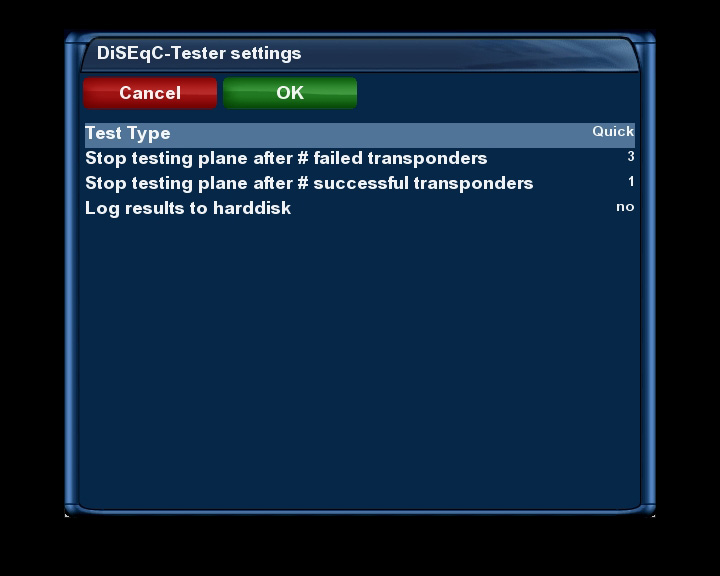 DiSEqC-Tester settings
Cancel OK
Test Type Quick
Stop testing plane after # failed transponders 3
Stop testing plane after # successful transponders 1
Log results to harddisk no